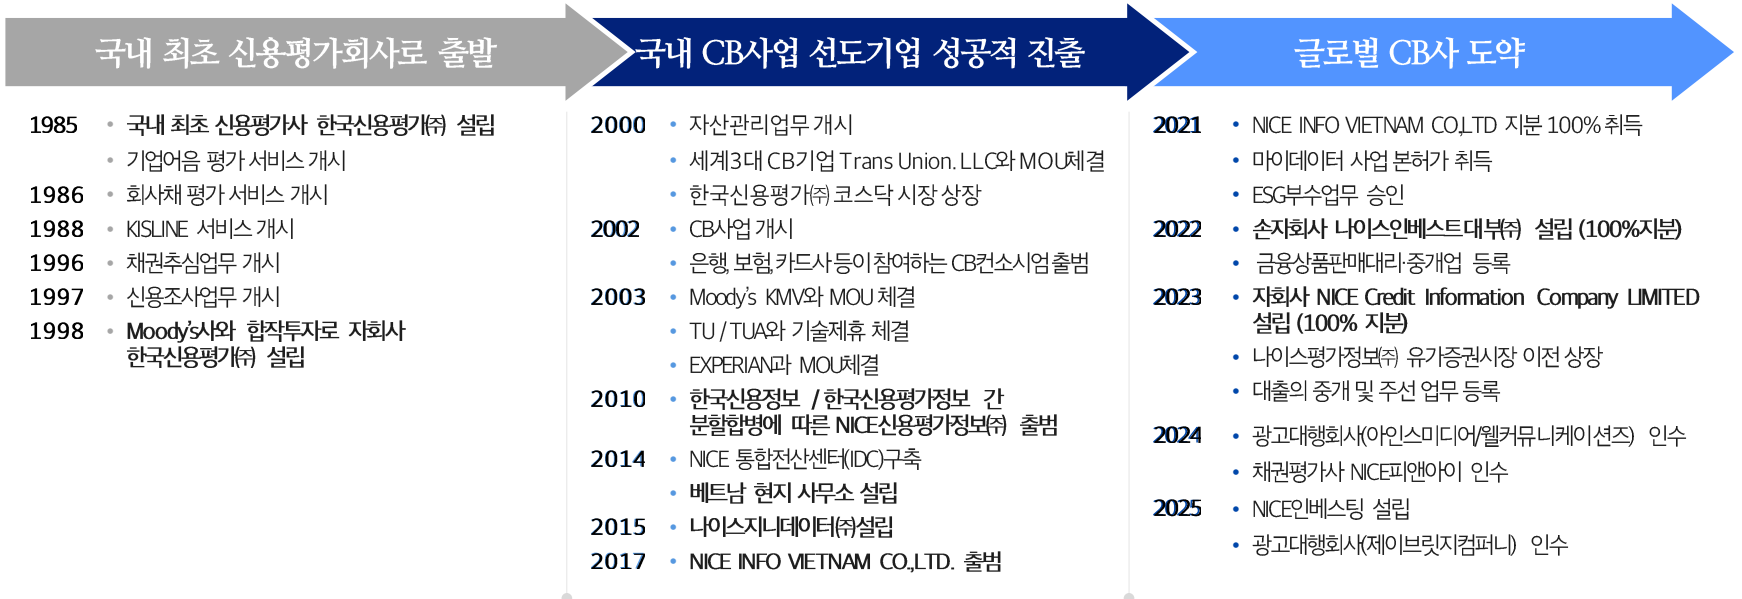 국내 최초 신용평가회사로 출발
1985 • 국내 최초 신용평가사 한국신용평가㈜ 설립
• 기업어음 평가 서비스 개시
1986 • 회사채 평가 서비스 개시
1988 • KISLINE 서비스 개시
1996 • 채권추심업무 개시
1997 • 신용조사업무 개시
1998 • Moody's사와 합작투자로 자회사
한국신용평가㈜ 설립
국내 CB사업 선도기업 성공적 진출
2000 • 자산관리업무 개시
• 세계3대 CB기업 Trans Union. LLC와 MOU체결
• 한국신용평가㈜ 코스닥 시장 상장
2002 • CB사업 개시
• 은행, 보험, 카드사 등이 참여하는 CB컨소시엄 출범
2003 • Moody's KMV와 MOU 체결
• TU / TUA와 기술제휴 체결
• EXPERIAN과 MOU체결
2010 • 한국신용정보 / 한국신용평가정보 간
분할합병에 따른 NICE신용평가정보㈜ 출범
2014 • NICE 통합전산센터(IDC)구축
• 베트남 현지 사무소 설립
2015 • 나이스지니데이터㈜설립
2017 • NICE INFO VIETNAM CO.,LTD. 출범
글로벌 CB사 도약
2021 • NICE INFO VIETNAM CO,LTD 지분 100% 취득
• 마이데이터 사업 본허가 취득
• ESG부수업무 승인
2022 • 손자회사 나이스인베스트대부㈜ 설립 (100%지분)
• 금융상품판매대리·중개업 등록
2023 • 자회사 NICE Credit Information Company LIMITED
설립 (100% 지분)
• 나이스평가정보㈜ 유가증권시장 이전 상장
• 대출의 중개 및 주선 업무 등록
2024 • 광고대행회사(아인스미디어/웰커뮤니케이션즈) 인수
• 채권평가사 NICE피앤아이 인수
2025 • NICE인베스팅 설립
• 광고대행회사(제이브릿지컴퍼니) 인수